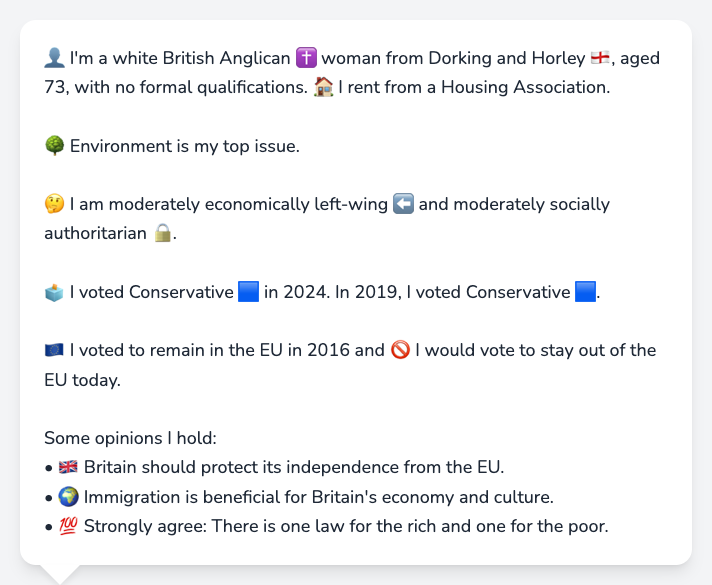 👤 I'm a white British Anglican ✝️ woman from Dorking and Horley 🏴󠁧󠁢󠁥󠁮󠁧󠁿, aged
73, with no formal qualifications. 🏠 I rent from a Housing Association.
🌳 Environment is my top issue.
🤔 I am moderately economically left-wing ⬅️ and moderately socially
authoritarian 🔒.
🗳️ I voted Conservative 🟦 in 2024. In 2019, I voted Conservative 🟦.
🇪🇺 I voted to remain in the EU in 2016 and 🚫 I would vote to stay out of the
EU today.
Some opinions I hold:
• 🇬🇧 Britain should protect its independence from the EU.
• 🌍 Immigration is beneficial for Britain's economy and culture.
• 💯 Strongly agree: There is one law for the rich and one for the poor.